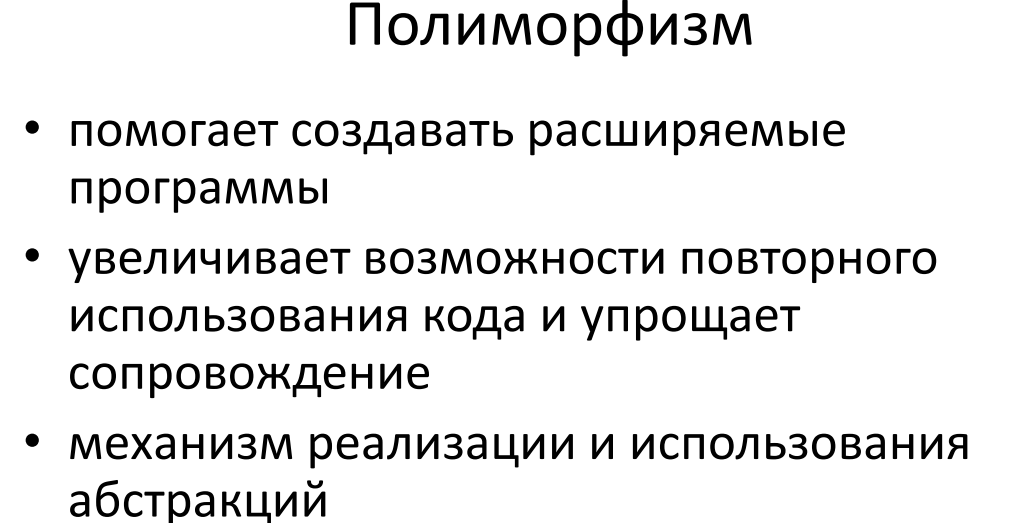 Полиморфизм
• помогает создавать расширяемые
программы
• увеличивает возможности повторного
использования кода и упрощает
сопровождение
• механизм реализации и использования
абстракций